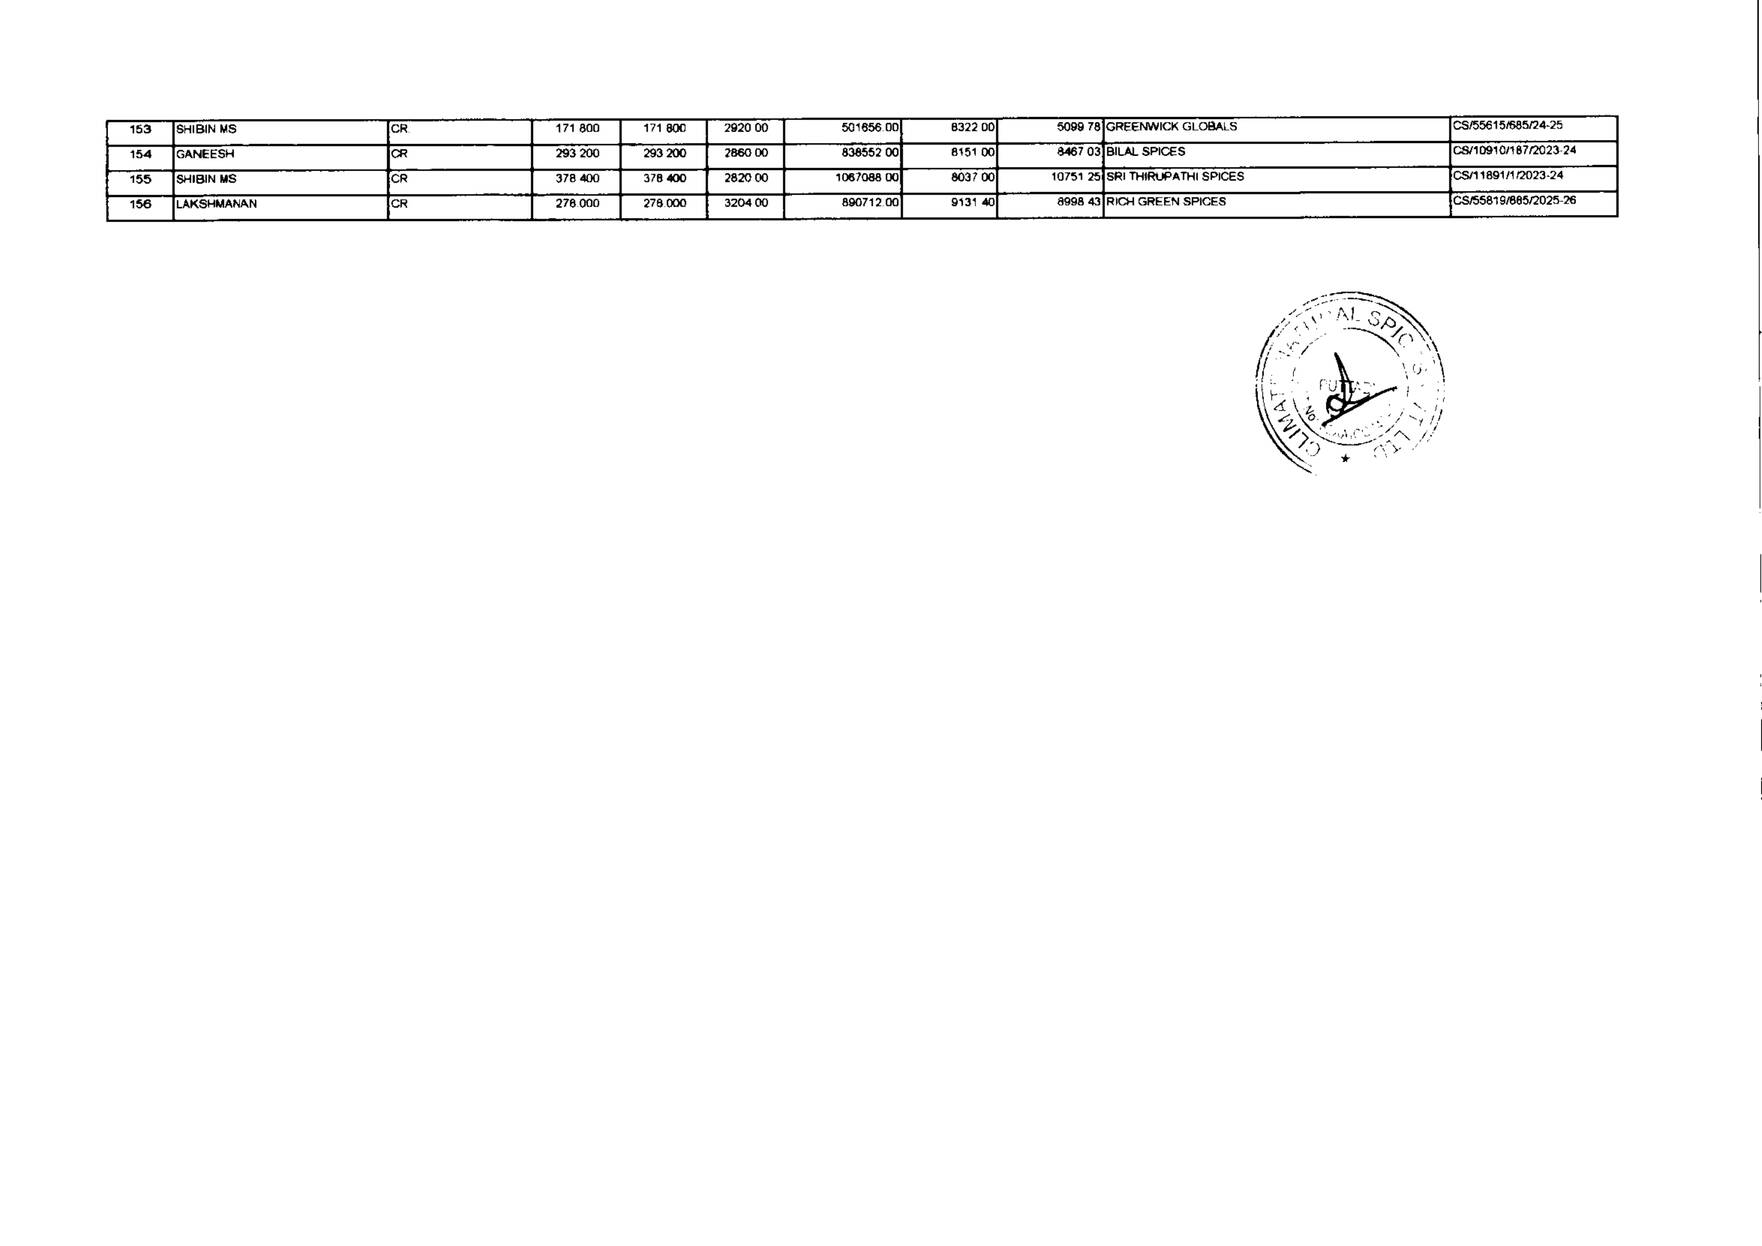 153 SHIBIN MS CR 171 800 171 800 2920 00 501656.00 8322 00 5099 78 GREENWICK GLOBALS CS/55615/685/24-25
154 GANEESH CR 293 200 293 200 2860 00 838552 00 8151 00 8467 03 BILAL SPICES CS/10910/187/2023-24
155 SHIBIN MS CR 378 400 378 400 2820 00 1067088 00 8037 00 10751 25 SRI THIRUPATHI SPICES CS/11891/1/2023-24
156 LAKSHMANAN CR 278.000 278.000 3204 00 890712.00 9131 40 8998 43 RICH GREEN SPICES CS/55819/685/2025-26
SPICES LTD